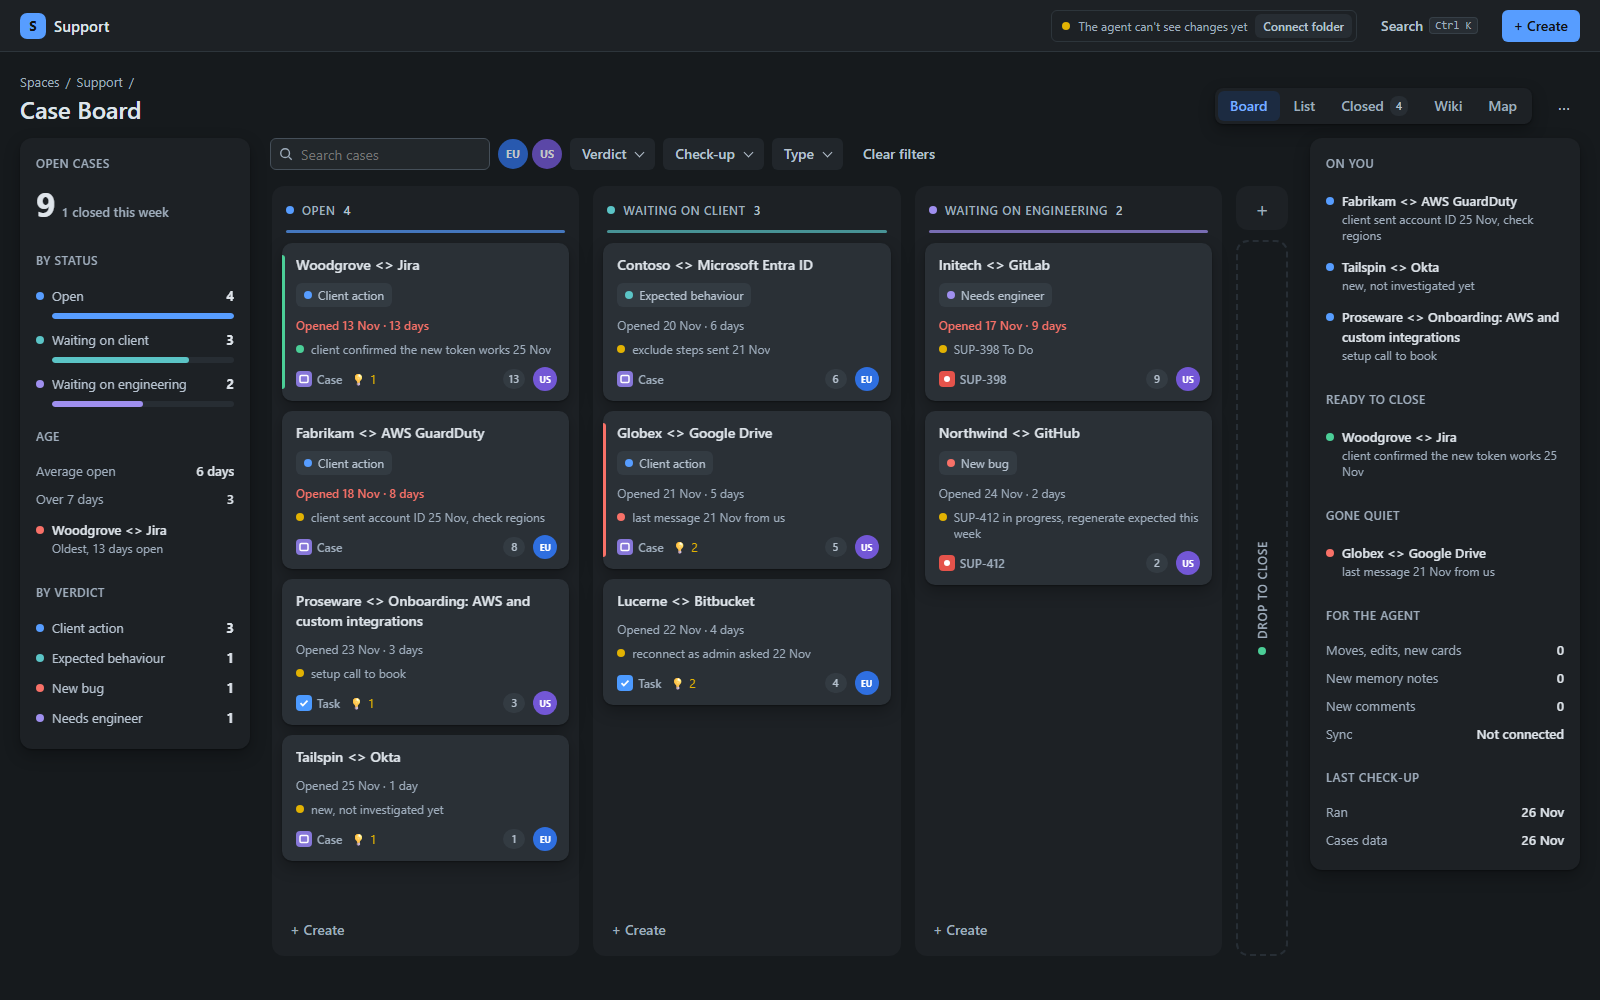 S Support
The agent can't see changes yet Connect folder
Search Ctrl K
+ Create
Spaces / Support /
Case Board
Board List Closed 4 Wiki Map ...
OPEN CASES
9 1 closed this week
BY STATUS
Open 4
Waiting on client 3
Waiting on engineering 2
AGE
Average open 6 days
Over 7 days 3
Woodgrove <> Jira
Oldest, 13 days open
BY VERDICT
Client action 3
Expected behaviour 1
New bug 1
Needs engineer 1
Search cases
EU US
Verdict Check-up Type Clear filters
OPEN 4
Woodgrove <> Jira
Client action
Opened 13 Nov · 13 days
client confirmed the new token works 25 Nov
Case 1 13 US
Fabrikam <> AWS GuardDuty
Client action
Opened 18 Nov · 8 days
client sent account ID 25 Nov, check regions
Case 8 EU
Proseware <> Onboarding: AWS and
custom integrations
Opened 23 Nov · 3 days
setup call to book
Task 1 3 US
Tailspin <> Okta
Opened 25 Nov · 1 day
new, not investigated yet
Case 1 1 EU
+ Create
WAITING ON CLIENT 3
Contoso <> Microsoft Entra ID
Expected behaviour
Opened 20 Nov · 6 days
exclude steps sent 21 Nov
Case 6 EU
Globex <> Google Drive
Client action
Opened 21 Nov · 5 days
last message 21 Nov from us
Case 2 5 US
Lucerne <> Bitbucket
Opened 22 Nov · 4 days
reconnect as admin asked 22 Nov
Task 2 4 EU
+ Create
WAITING ON ENGINEERING 2
Initech <> GitLab
Needs engineer
Opened 17 Nov · 9 days
SUP-398 To Do
SUP-398 9 US
Northwind <> GitHub
New bug
Opened 24 Nov · 2 days
SUP-412 in progress, regenerate expected this
week
SUP-412 2 US
+ Create
+
DROP TO CLOSE
ON YOU
Fabrikam <> AWS GuardDuty
client sent account ID 25 Nov, check
regions
Tailspin <> Okta
new, not investigated yet
Proseware <> Onboarding: AWS and
custom integrations
setup call to book
READY TO CLOSE
Woodgrove <> Jira
client confirmed the new token works 25
Nov
GONE QUIET
Globex <> Google Drive
last message 21 Nov from us
FOR THE AGENT
Moves, edits, new cards 0
New memory notes 0
New comments 0
Sync Not connected
LAST CHECK-UP
Ran 26 Nov
Cases data 26 Nov